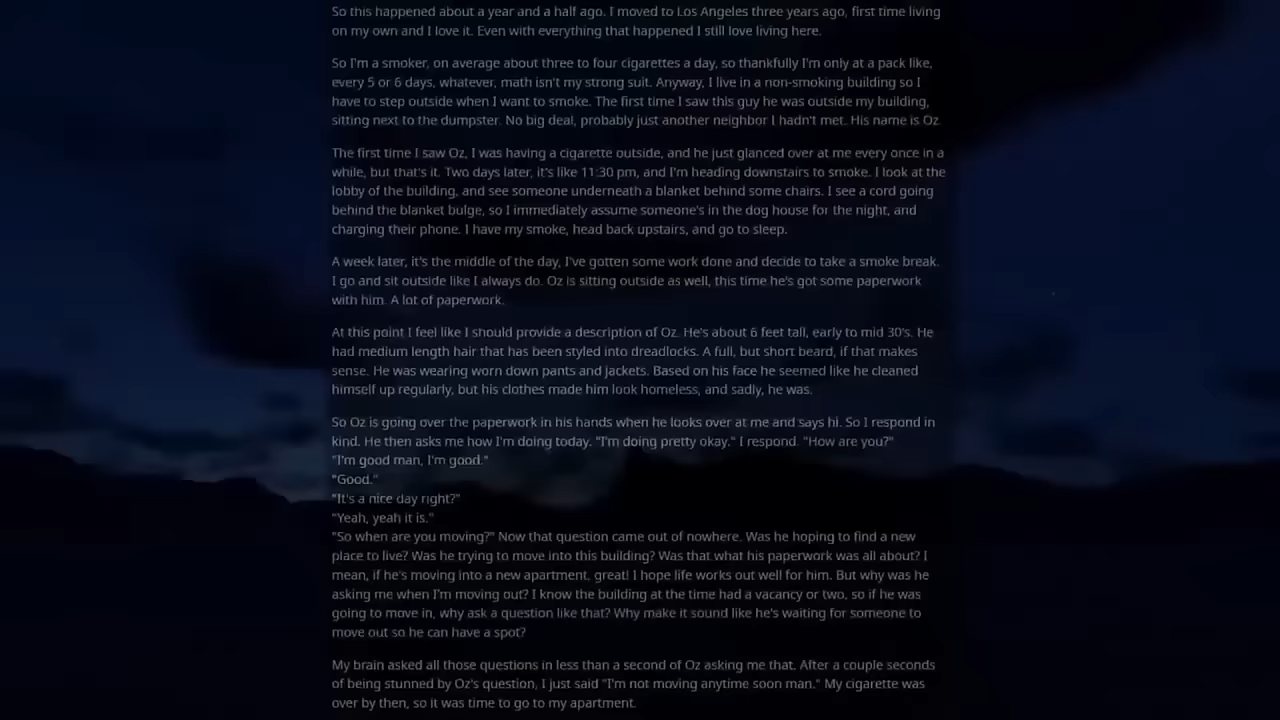 So this happened about a year and a half ago. I moved to Los Angeles three years ago, first time living
on my own and I love it. Even with everything that happened I still love living here.
So I'm a smoker, on average about three to four cigarettes a day, so thankfully I'm only at a pack like,
every 5 or 6 days, whatever, math isn't my strong suit. Anyway, I live in a non-smoking building so I
have to step outside when I want to smoke. The first time I saw this guy he was outside my building,
sitting next to the dumpster. No big deal, probably just another neighbor I hadn't met. His name is Oz.
The first time I saw Oz, I was having a cigarette outside, and he just glanced over at me every once in a
while, but that's it. Two days later, it's like 11:30 pm, and I'm heading downstairs to smoke. I look at the
lobby of the building, and see someone underneath a blanket behind some chairs. I see a cord going
behind the blanket bulge, so I immediately assume someone's in the dog house for the night, and
charging their phone. I have my smoke, head back upstairs, and go to sleep.
A week later, it's the middle of the day, I've gotten some work done and decide to take a smoke break.
I go and sit outside like I always do. Oz is sitting outside as well, this time he's got some paperwork
with him. A lot of paperwork.
At this point I feel like I should provide a description of Oz. He's about 6 feet tall, early to mid 30's. He
had medium length hair that has been styled into dreadlocks. A full, but short beard, if that makes
sense. He was wearing worn down pants and jackets. Based on his face he seemed like he cleaned
himself up regularly, but his clothes made him look homeless, and sadly, he was.
So Oz is going over the paperwork in his hands when he looks over at me and says hi. So I respond in
kind. He then asks me how I'm doing today. "I'm doing pretty okay." I respond. "How are you?"
"I'm good man, I'm good."
"Good."
"It's a nice day right?"
"Yeah, yeah it is."
"So when are you moving?" Now that question came out of nowhere. Was he hoping to find a new
place to live? Was he trying to move into this building? Was that what his paperwork was all about? I
mean, if he's moving into a new apartment, great! I hope life works out well for him. But why was he
asking me when I'm moving out? I know the building at the time had a vacancy or two, so if he was
going to move in, why ask a question like that? Why make it sound like he's waiting for someone to
move out so he can have a spot?
My brain asked all those questions in less than a second of Oz asking me that. After a couple seconds
of being stunned by Oz's question, I just said "I'm not moving anytime soon man." My cigarette was
over by then, so it was time to go to my apartment.